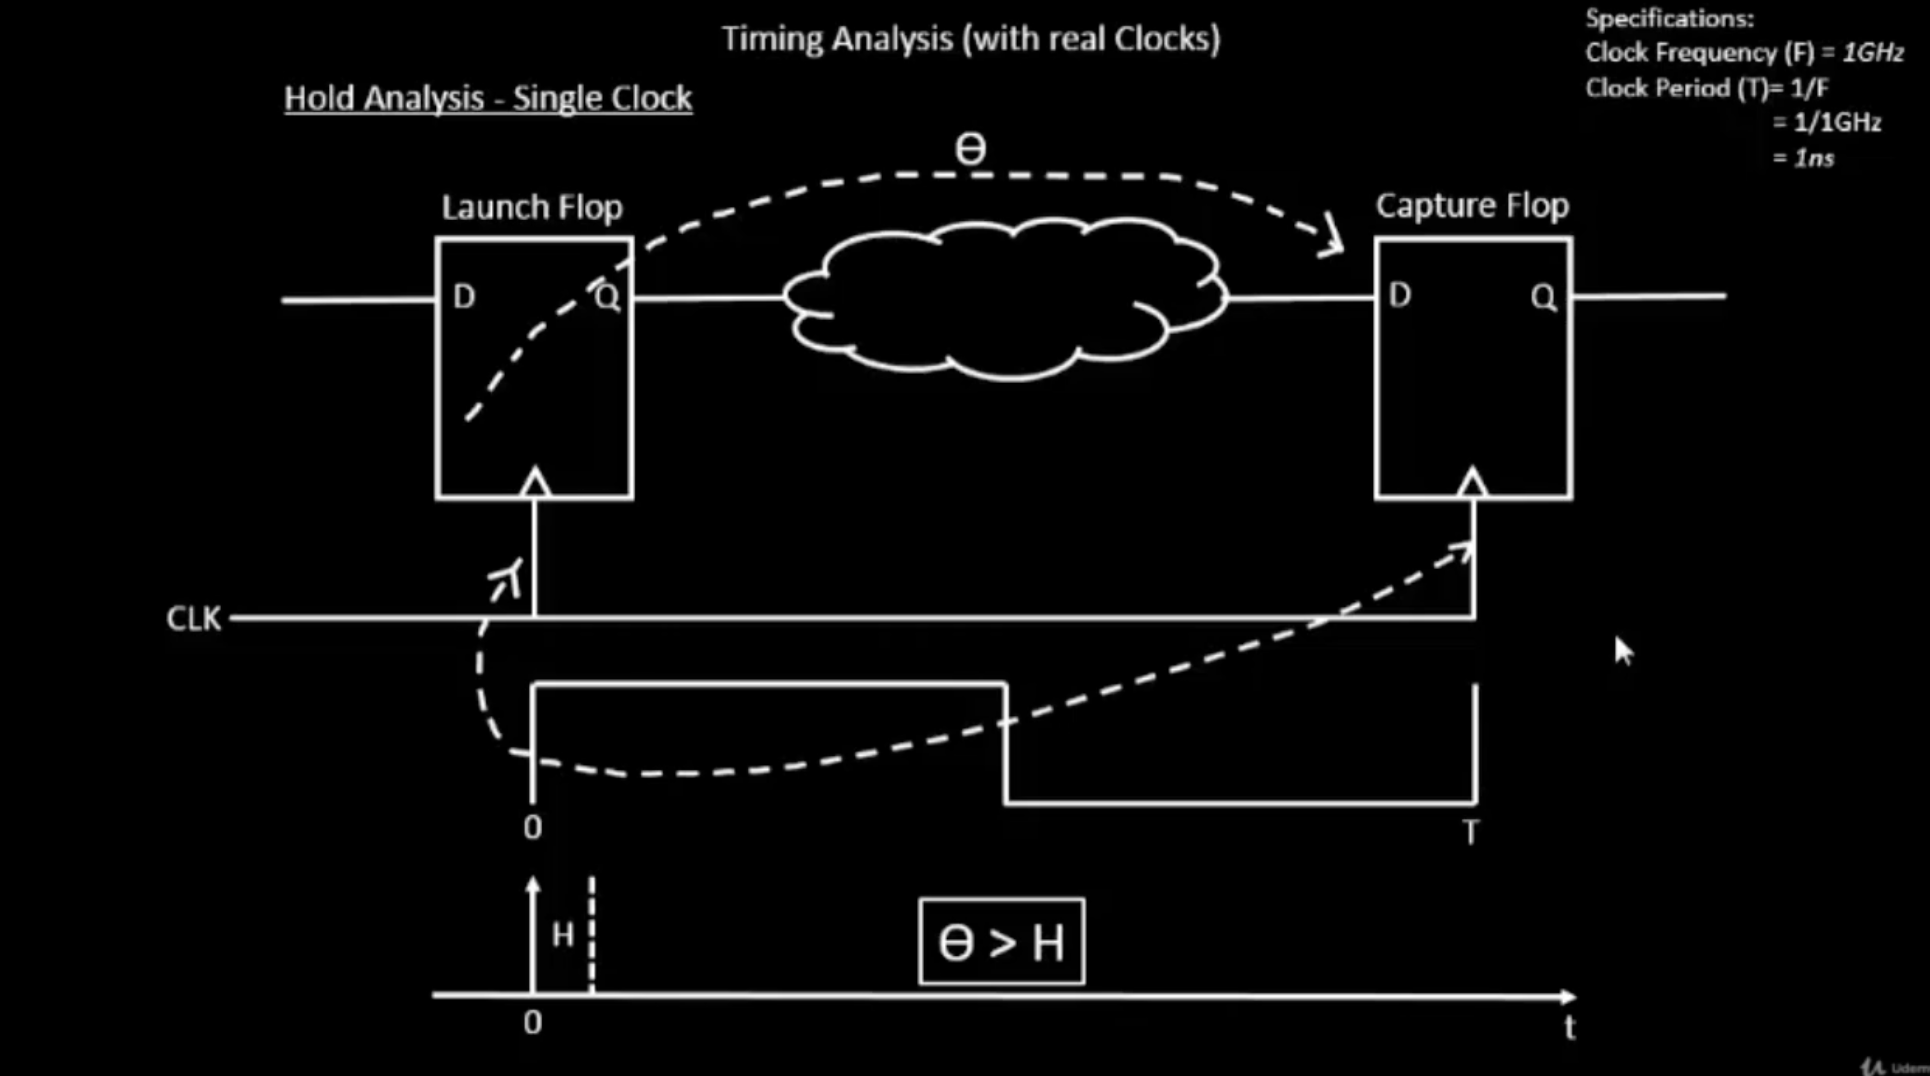 Timing Analysis (with real Clocks)
Specifications:
Clock Frequency (F) = 1GHz
Clock Period (T)= 1/F
= 1/1GHz
= 1ns
Hold Analysis - Single Clock
Ɵ
Launch Flop
Capture Flop
D
Q
D
Q
CLK
0
T
H
Ɵ > H
0
t